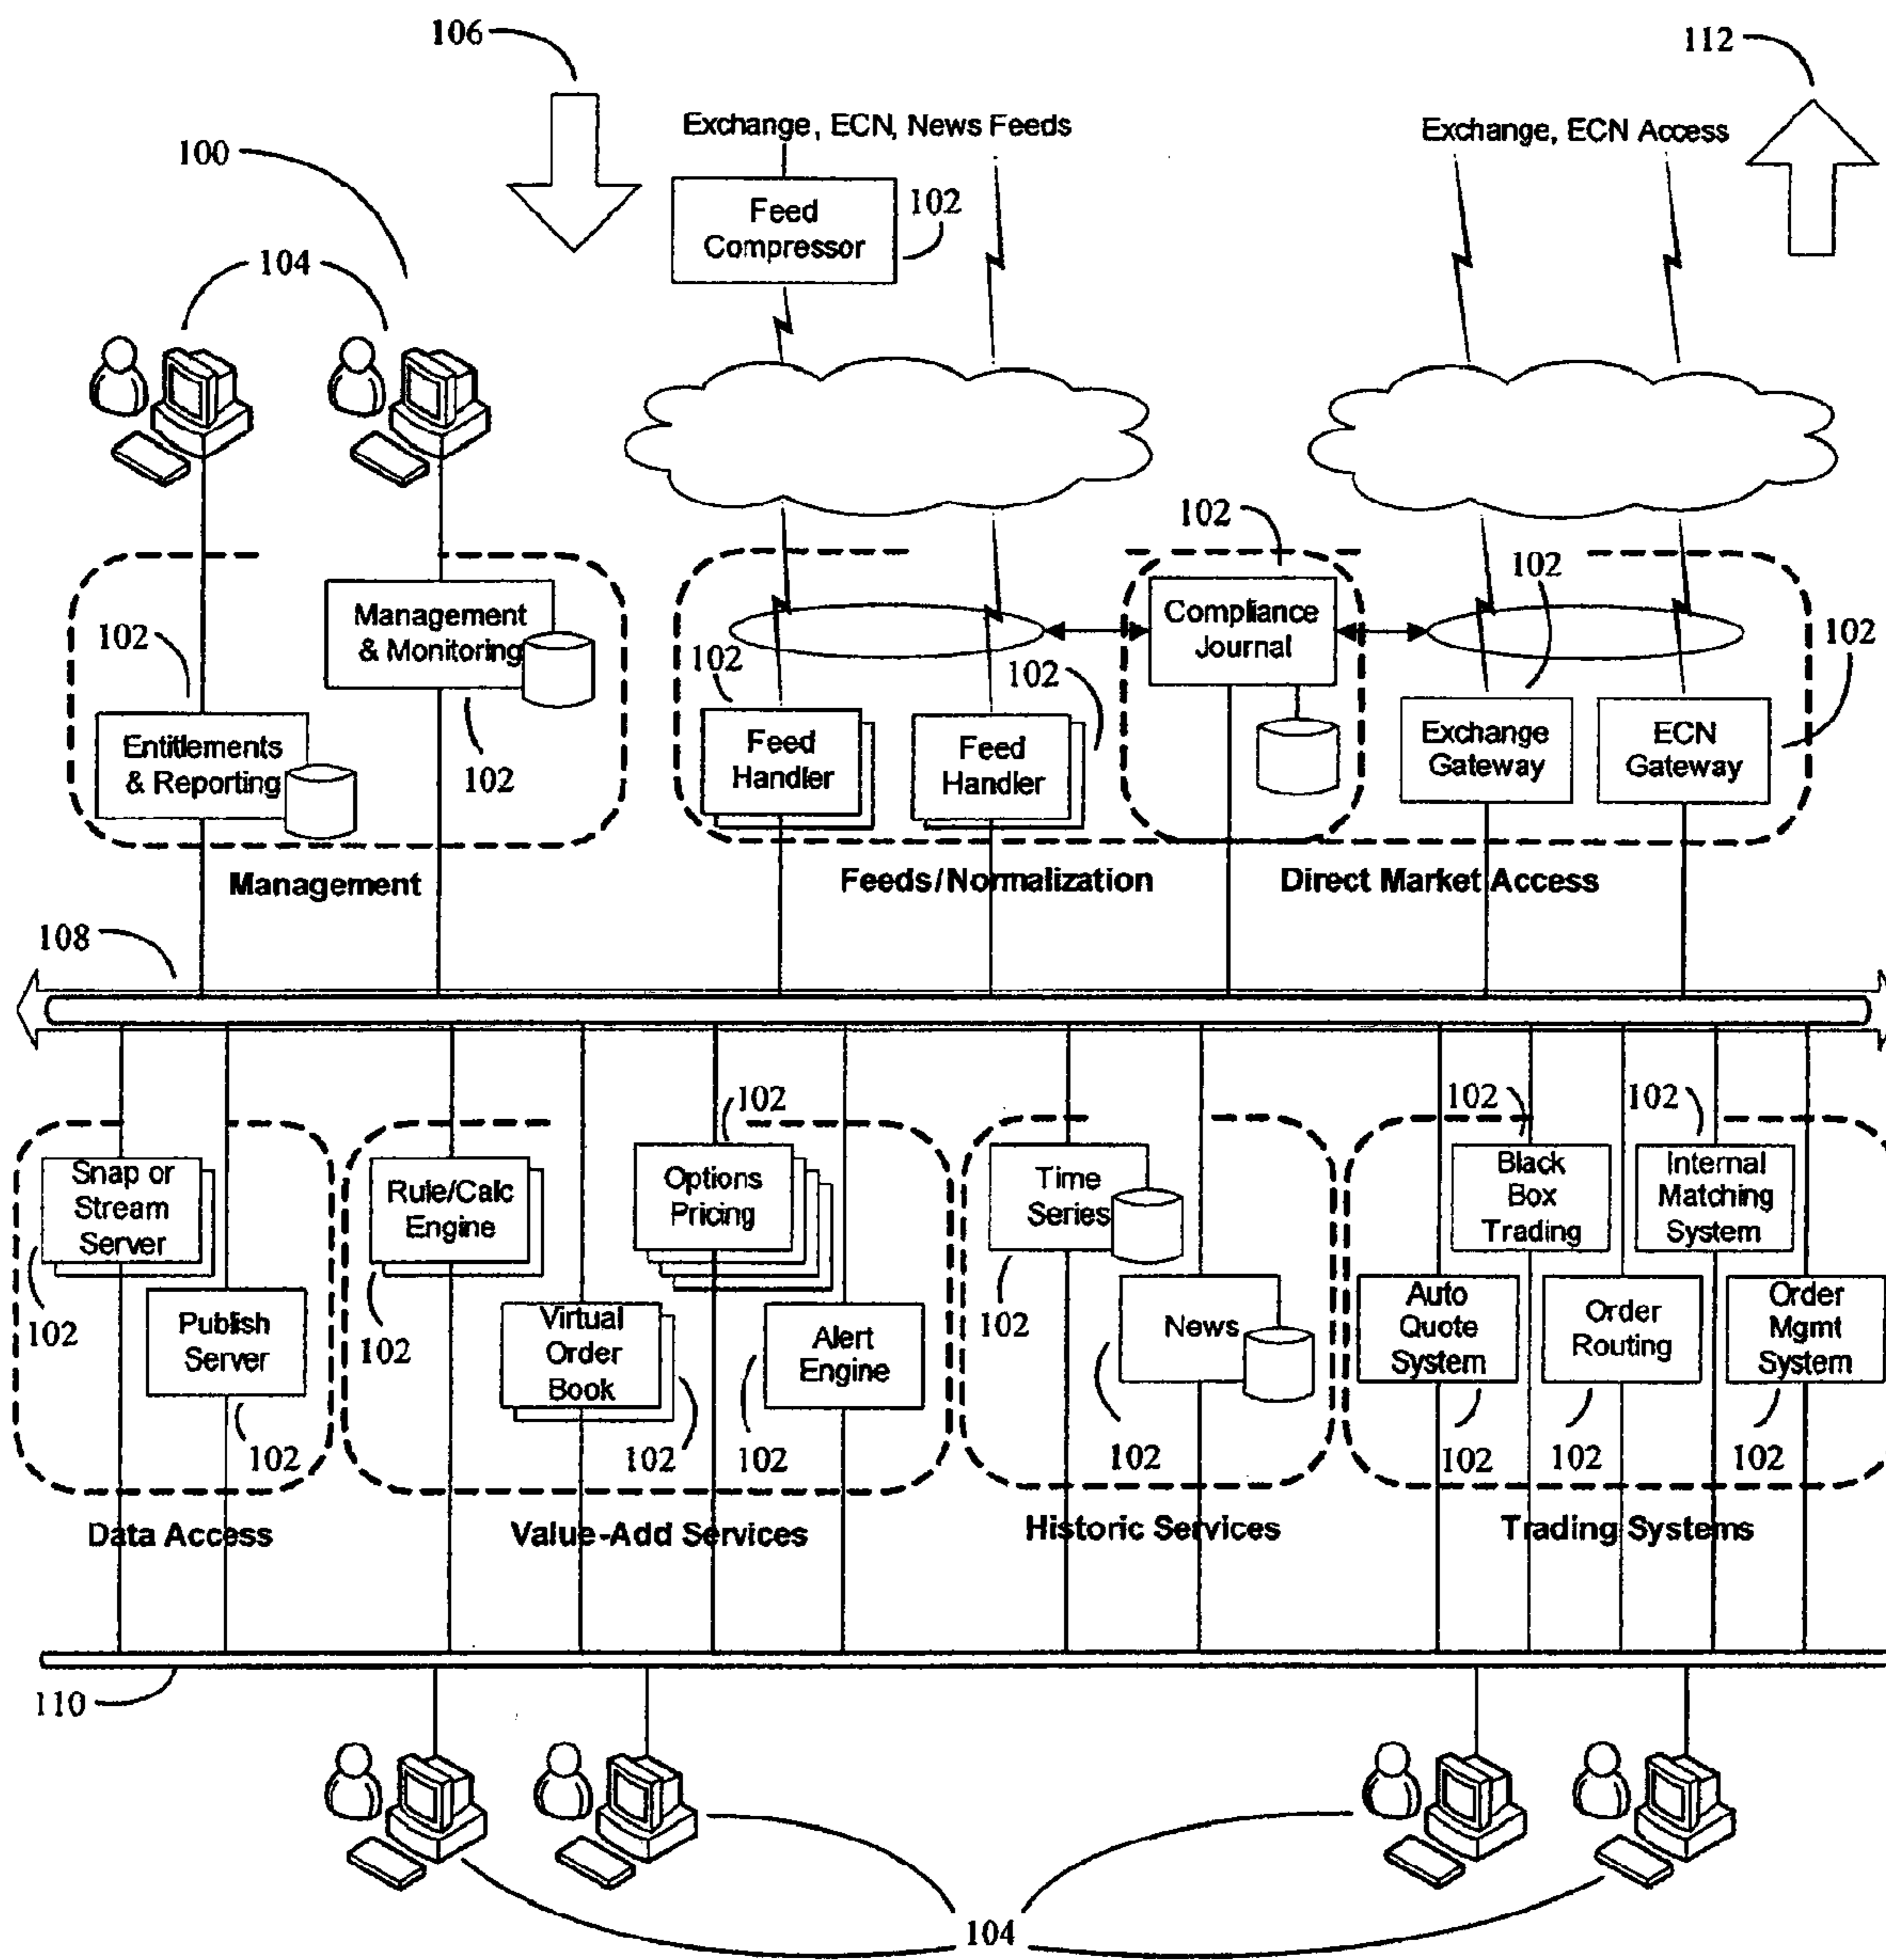 106
112
Exchange, ECN, News Feeds
Exchange, ECN Access
100
102
Feed
Compressor
104
102
102
Management
& Monitoring
Compliance
Journal
102
102
102
102
102
Entitlements
& Reporting
102
Feed
Handler
Feed
Handler
Exchange
Gateway
ECN
Gateway
Management
Feeds/Normalization
Direct Market Access
108
102
102
102
Snap or
Stream
Server
Rule/Calc
Engine
Options
Pricing
Time
Series
Black
Box
Trading
Internal
Matching
System
102
102
102
Publish
Server
Virtual
Order
Book
Alert
Engine
News
Auto
Quote
System
Order
Routing
Order
Mgmt
System
102
102
102
102
102
102
102
Data Access
Value-Add Services
Historic Services
Trading Systems
110
104